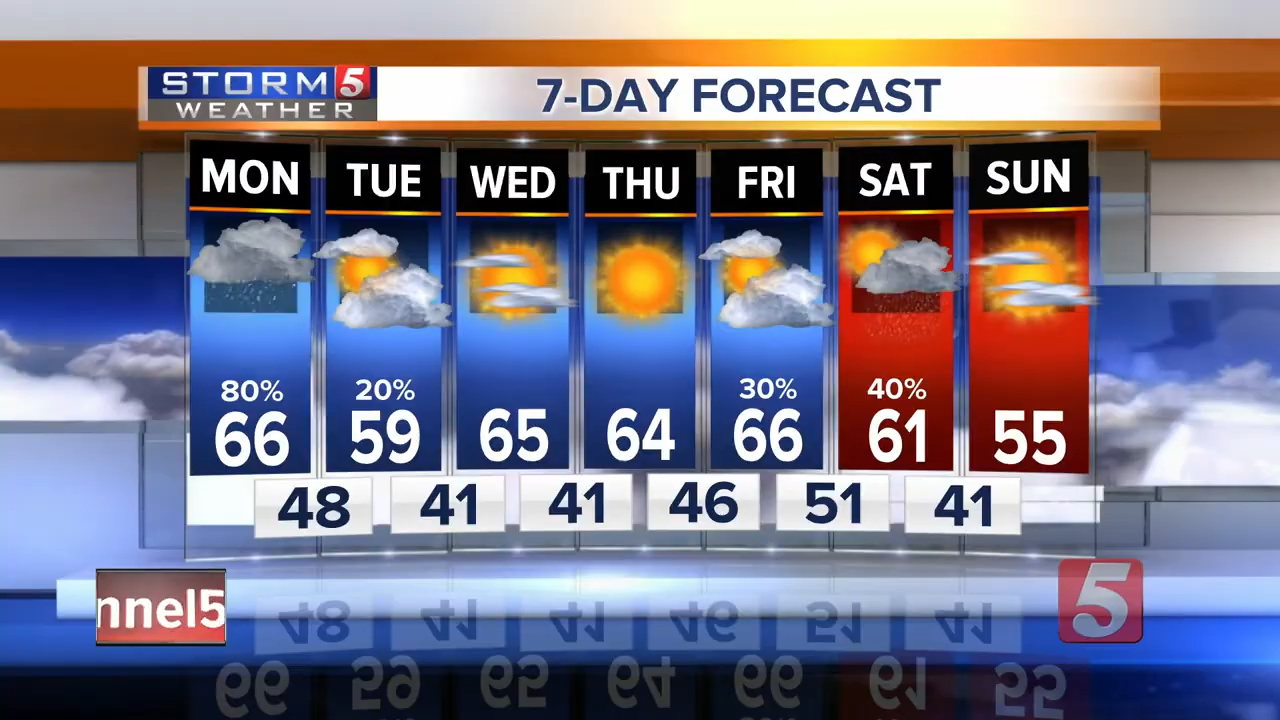 STORM 5
WEATHER
7-DAY FORECAST
MON TUE WED THU FRI SAT SUN
80% 20% 30% 40%
66 59 65 64 66 61 55
48 41 41 46 51 41
nnel5
5